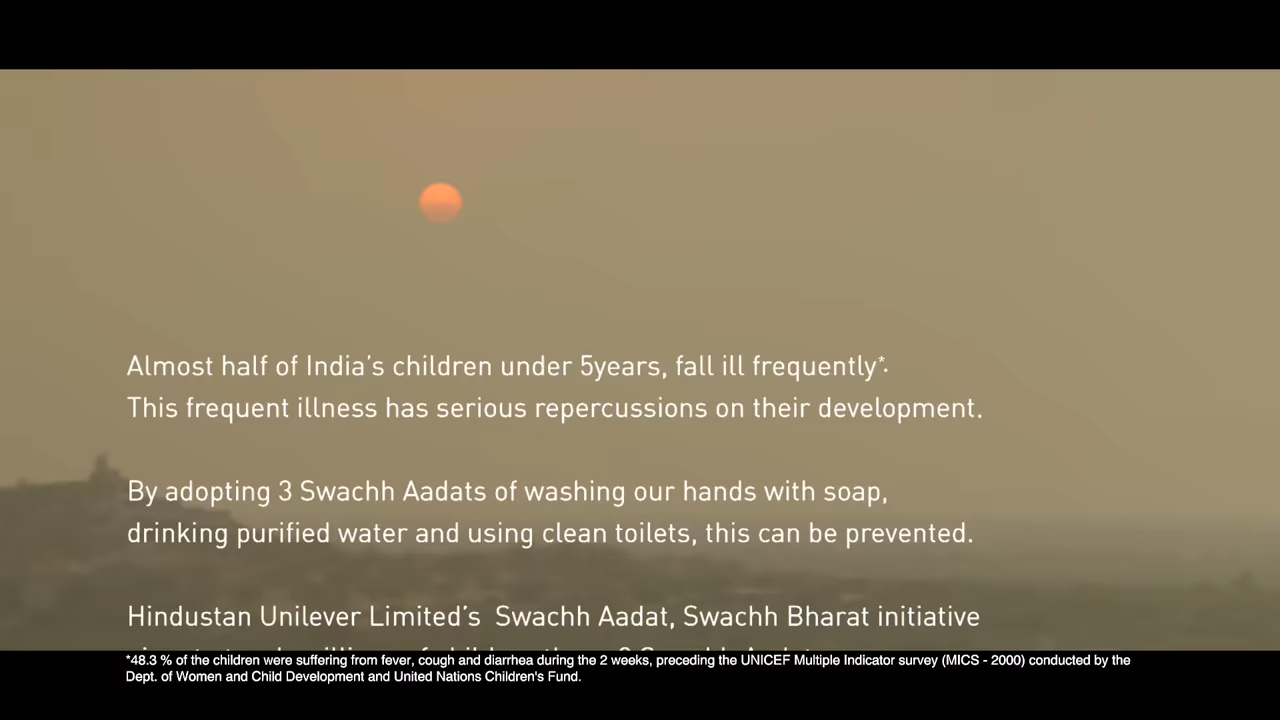 Almost half of India's children under 5years, fall ill frequently*.
This frequent illness has serious repercussions on their development.
By adopting 3 Swachh Aadats of washing our hands with soap,
drinking purified water and using clean toilets, this can be prevented.
Hindustan Unilever Limited's  Swachh Aadat, Swachh Bharat initiative
*48.3 % of the children were suffering from fever, cough and diarrhea during the 2 weeks, preceding the UNICEF Multiple Indicator survey (MICS - 2000) conducted by the
Dept. of Women and Child Development and United Nations Children's Fund.